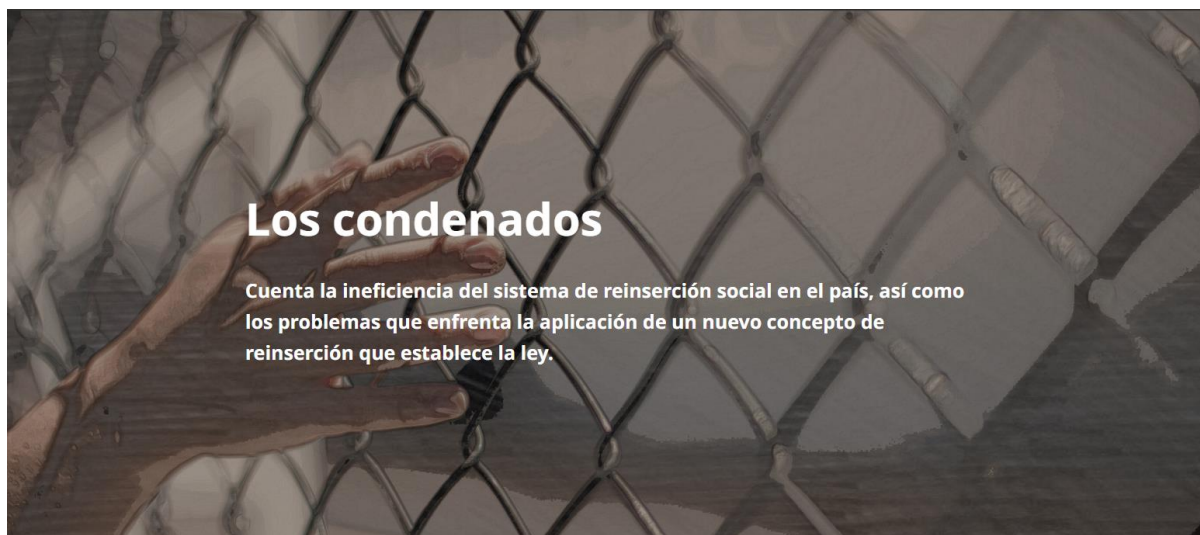 Los condenados
Cuenta la ineficiencia del sistema de reinserción social en el país, así como
los problemas que enfrenta la aplicación de un nuevo concepto de
reinserción que establece la ley.